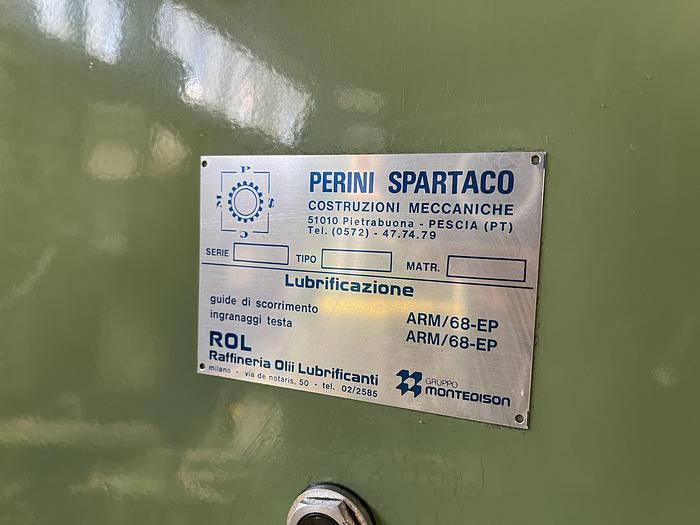 P
M S
C
PERINI SPARTACO
COSTRUZIONI MECCANICHE
51010 Pietrabuona - PESCIA (PT)
Tel. (0572) - 47.74.79
SERIE TIPO MATR.
Lubrificazione
guide di scorrimento ARM/68-EP
ingranaggi testa ARM/68-EP
ROL
Raffineria Olii Lubrificanti
milano - via de notaris, 50 - tel. 02/2585
GRUPPO
MONTEDISON